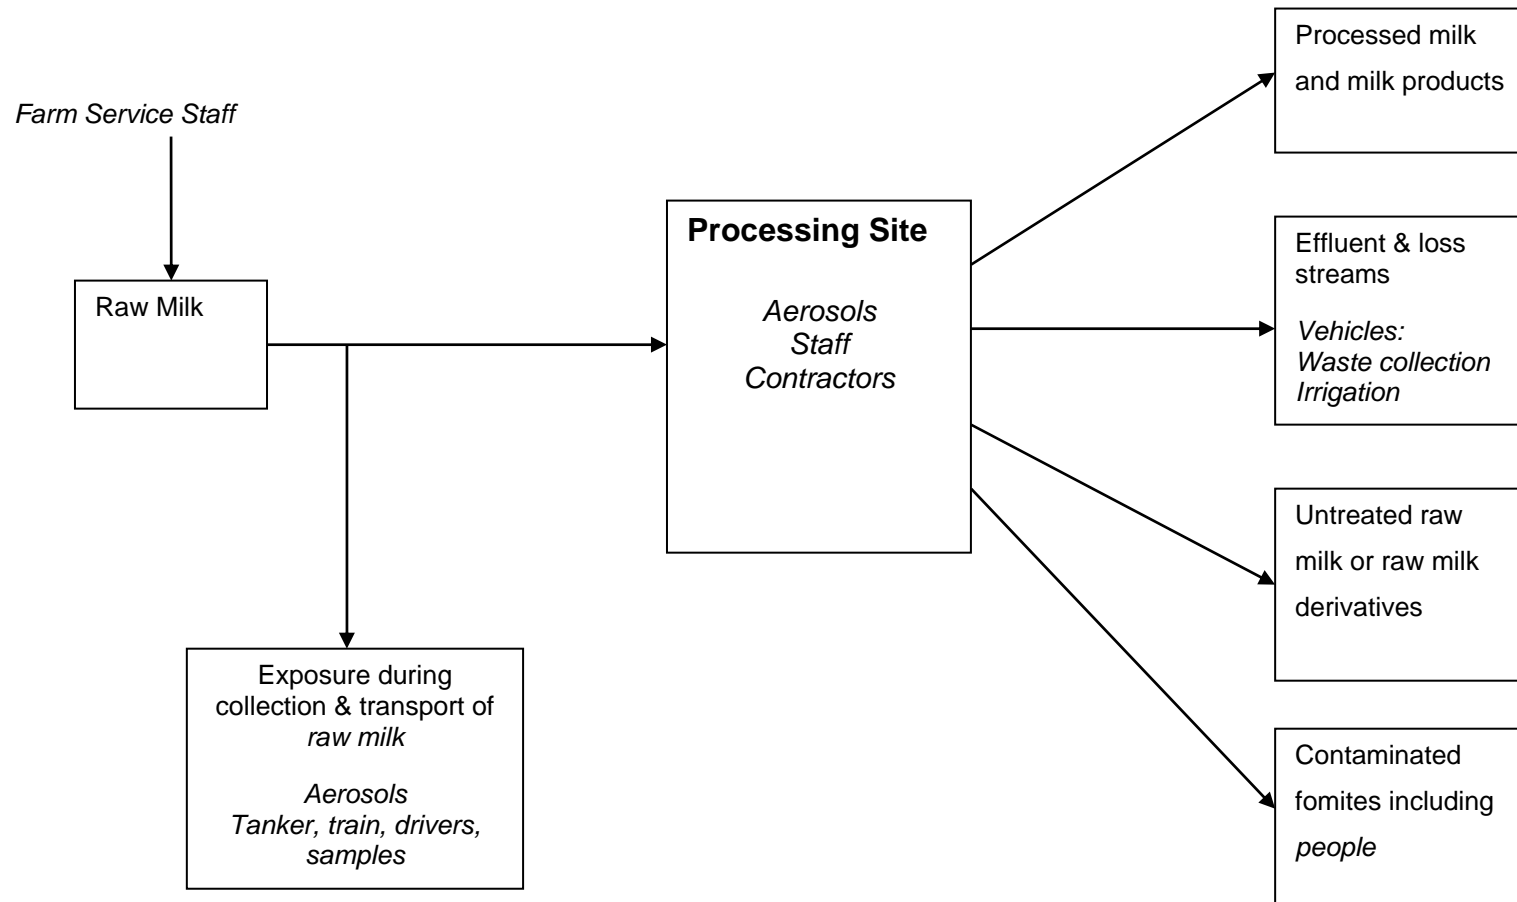 Farm Service Staff
Raw Milk
Exposure during
collection & transport of
raw milk
Aerosols
Tanker, train, drivers,
samples
Processing Site
Aerosols
Staff
Contractors
Processed milk
and milk products
Effluent & loss
streams
Vehicles:
Waste collection
Irrigation
Untreated raw
milk or raw milk
derivatives
Contaminated
fomites including
people